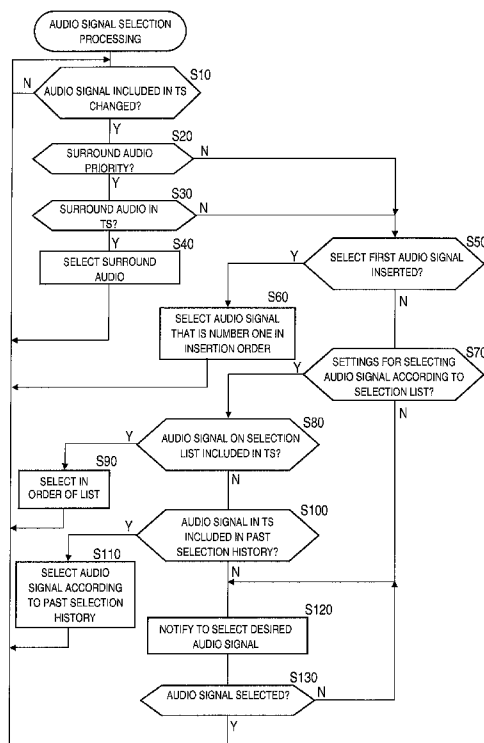 AUDIO SIGNAL SELECTION
PROCESSING
S10
N
AUDIO SIGNAL INCLUDED IN TS
CHANGED?
Y
S20
SURROUND AUDIO
PRIORITY?
N
Y
S30
SURROUND AUDIO IN
TS?
N
Y
S40
SELECT SURROUND
AUDIO
S50
Y
SELECT FIRST AUDIO SIGNAL
INSERTED?
N
S60
SELECT AUDIO SIGNAL
THAT IS NUMBER ONE IN
INSERTION ORDER
S70
SETTINGS FOR SELECTING
AUDIO SIGNAL ACCORDING TO
SELECTION LIST?
Y
N
S80
Y
AUDIO SIGNAL ON SELECTION
LIST INCLUDED IN TS?
N
S90
SELECT IN
ORDER OF LIST
S100
Y
AUDIO SIGNAL IN TS
INCLUDED IN PAST
SELECTION HISTORY?
N
S110
SELECT AUDIO
SIGNAL ACCORDING
TO PAST SELECTION
HISTORY
S120
NOTIFY TO SELECT DESIRED
AUDIO SIGNAL
S130
AUDIO SIGNAL SELECTED?
N
Y